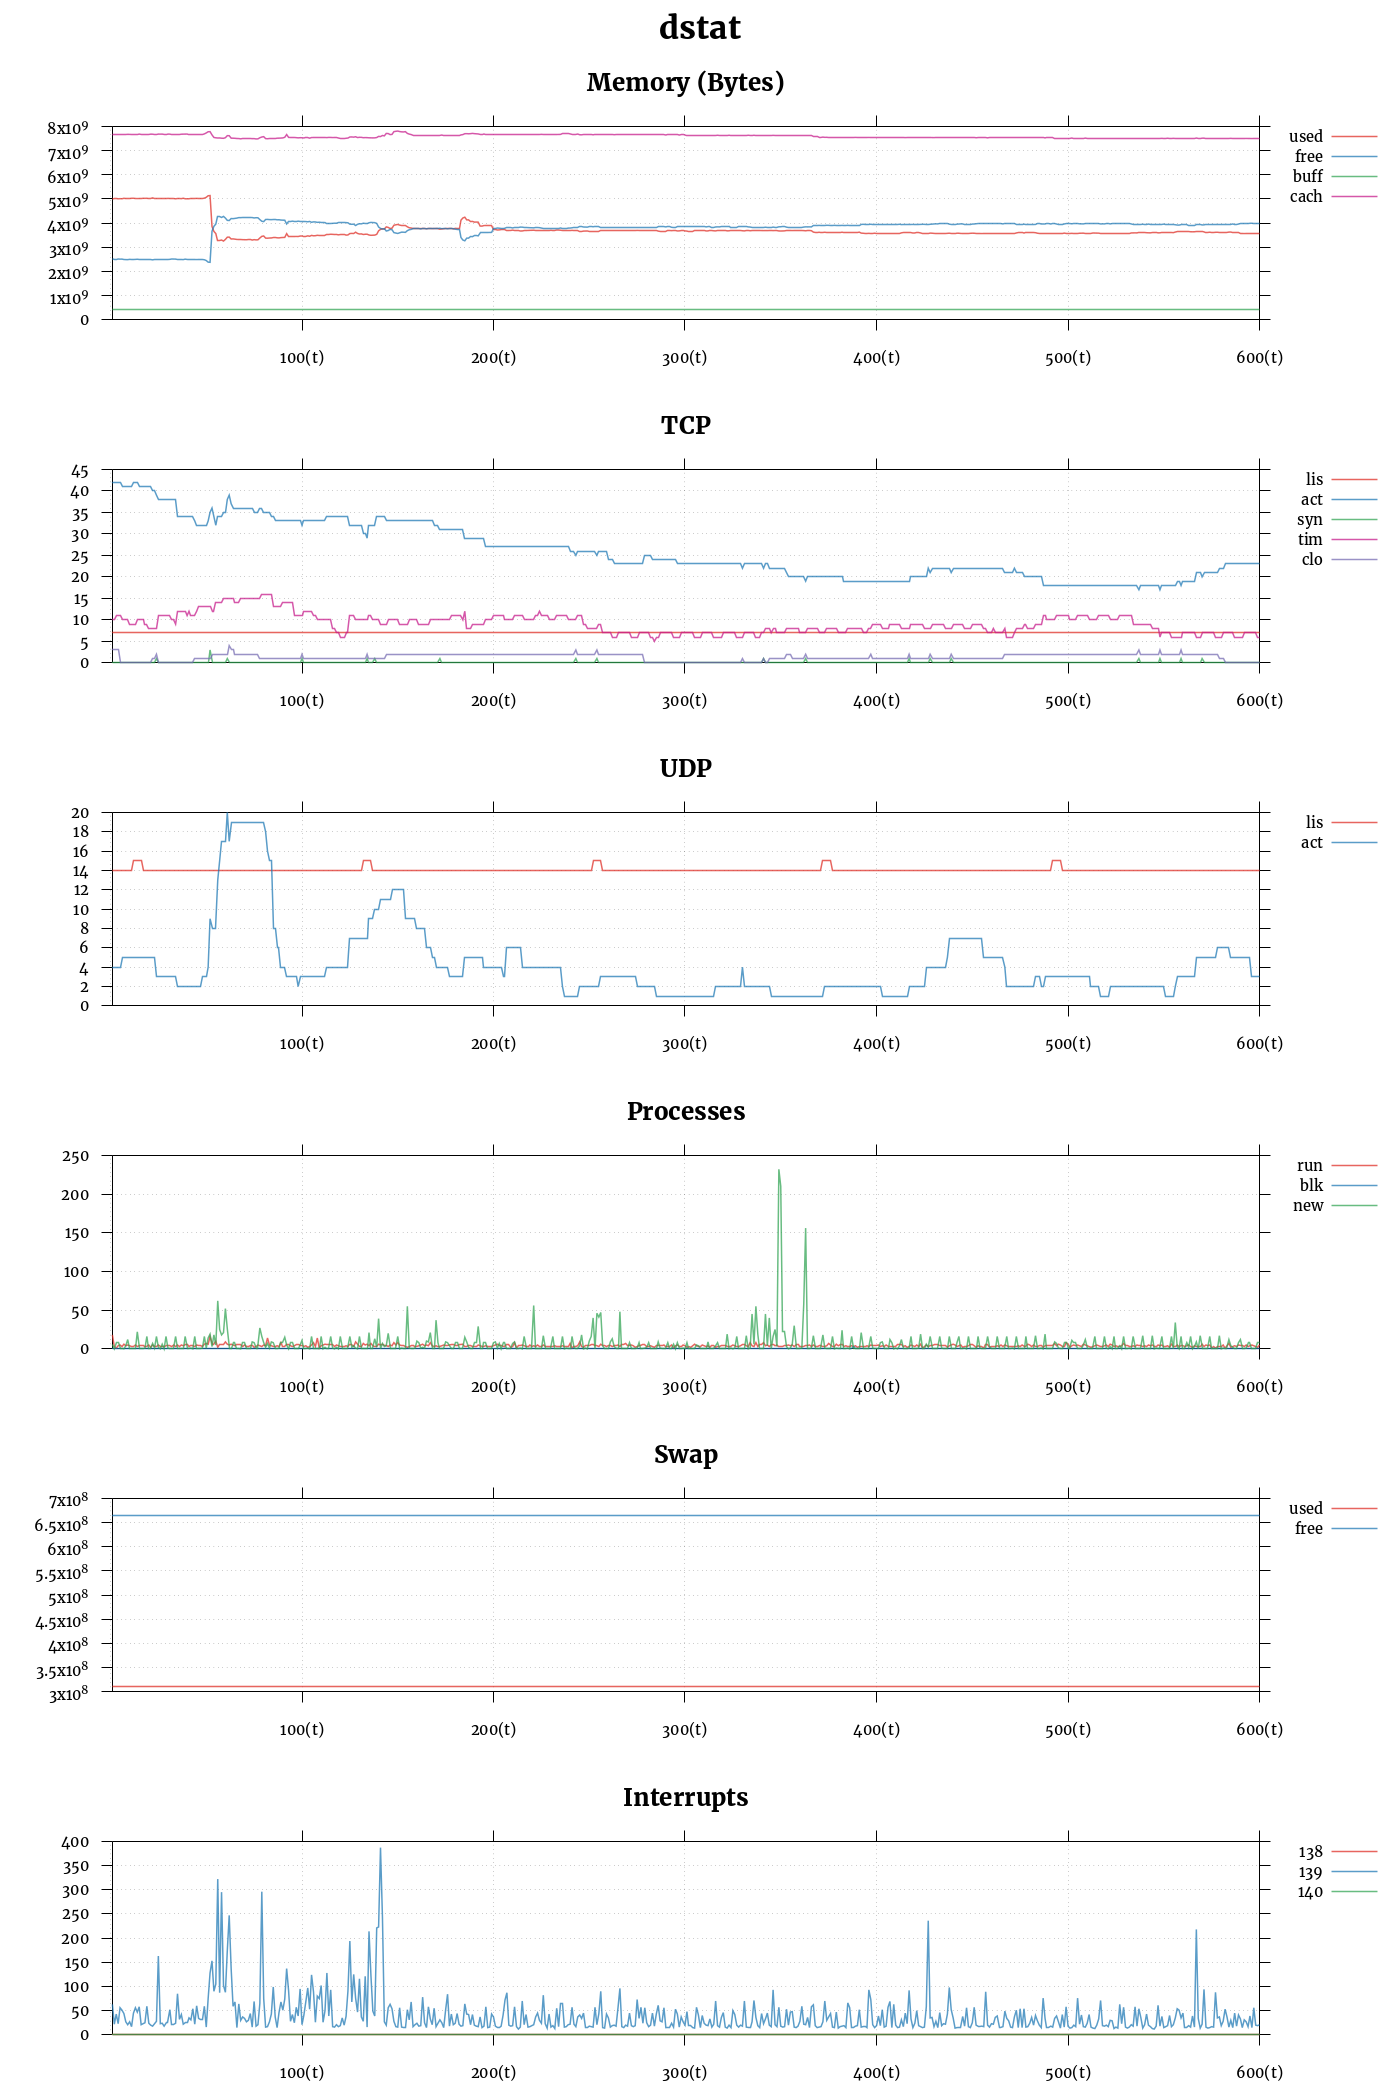 dstat
Memory (Bytes)
8x10⁹
7x10⁹
6x10⁹
5x10⁹
4x10⁹
3x10⁹
2x10⁹
1x10⁹
0
100(t) 200(t) 300(t) 400(t) 500(t) 600(t)
used
free
buff
cach
TCP
45
40
35
30
25
20
15
10
5
0
100(t) 200(t) 300(t) 400(t) 500(t) 600(t)
lis
act
syn
tim
clo
UDP
20
18
16
14
12
10
8
6
4
2
0
100(t) 200(t) 300(t) 400(t) 500(t) 600(t)
lis
act
Processes
250
200
150
100
50
0
100(t) 200(t) 300(t) 400(t) 500(t) 600(t)
run
blk
new
Swap
7x10⁸
6.5x10⁸
6x10⁸
5.5x10⁸
5x10⁸
4.5x10⁸
4x10⁸
3.5x10⁸
3x10⁸
100(t) 200(t) 300(t) 400(t) 500(t) 600(t)
used
free
Interrupts
400
350
300
250
200
150
100
50
0
100(t) 200(t) 300(t) 400(t) 500(t) 600(t)
138
139
140